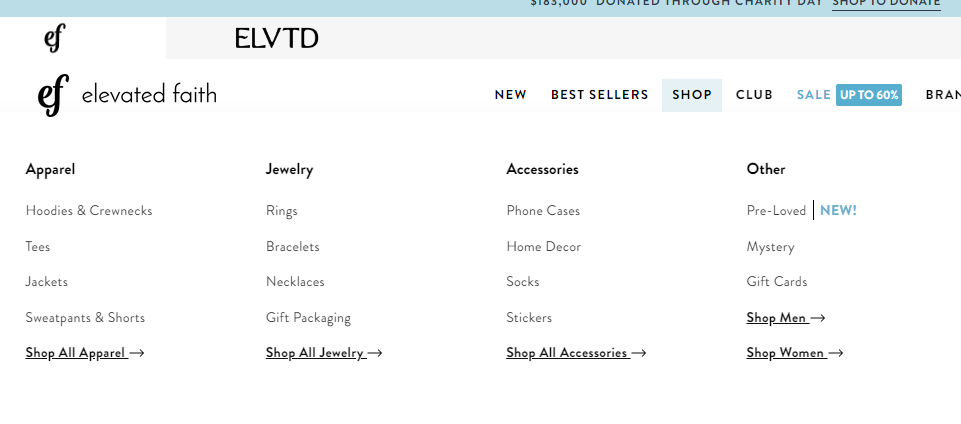 $183,000 DONATED THROUGH CHARITY DAY SHOP TO DONATE
ef ELVTD
ef elevated faith
NEW BEST SELLERS SHOP CLUB SALE UP TO 60% BRAN
Apparel Jewelry Accessories Other
Hoodies & Crewnecks Rings Phone Cases Pre-Loved NEW!
Tees Bracelets Home Decor Mystery
Jackets Necklaces Socks Gift Cards
Sweatpants & Shorts Gift Packaging Stickers Shop Men →
Shop All Apparel → Shop All Jewelry → Shop All Accessories → Shop Women →